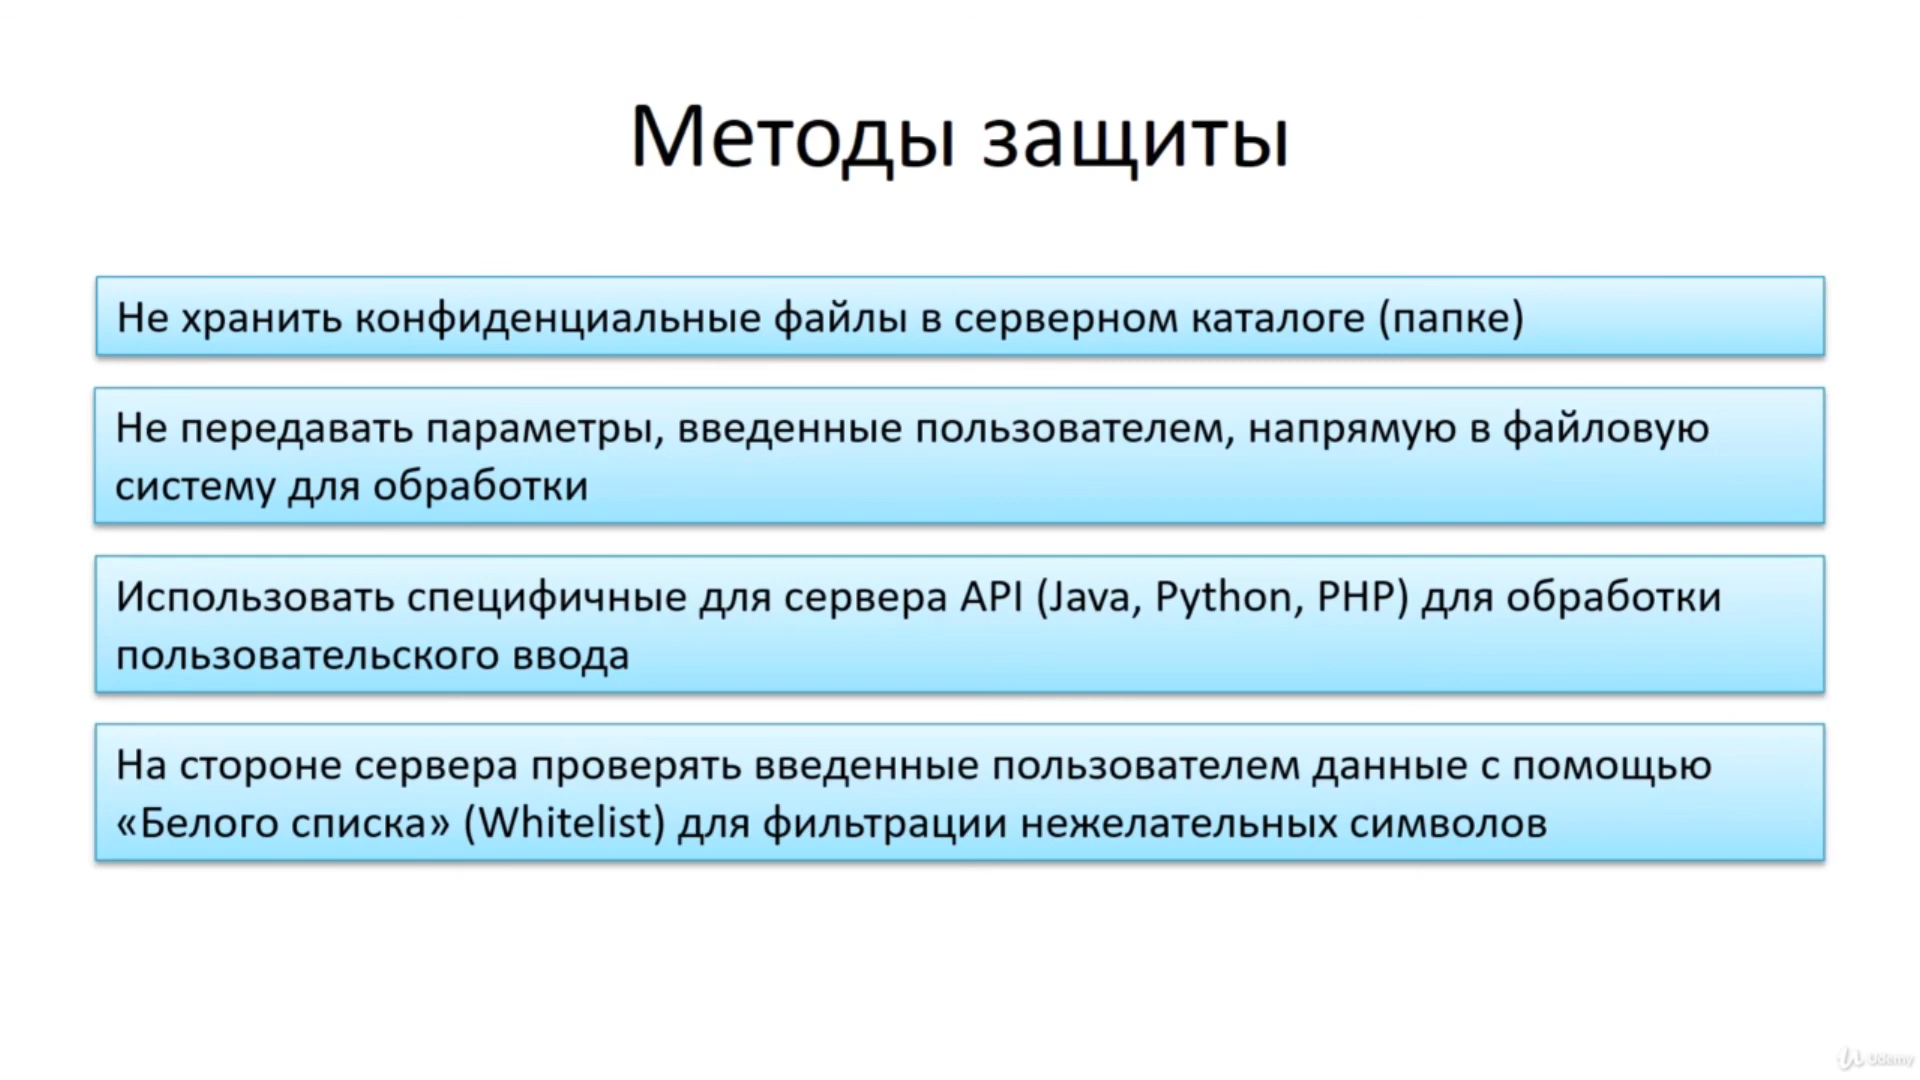 Методы защиты
Не хранить конфиденциальные файлы в серверном каталоге (папке)
Не передавать параметры, введенные пользователем, напрямую в файловую
систему для обработки
Использовать специфичные для сервера API (Java, Python, PHP) для обработки
пользовательского ввода
На стороне сервера проверять введенные пользователем данные с помощью
«Белого списка» (Whitelist) для фильтрации нежелательных символов
Udemy